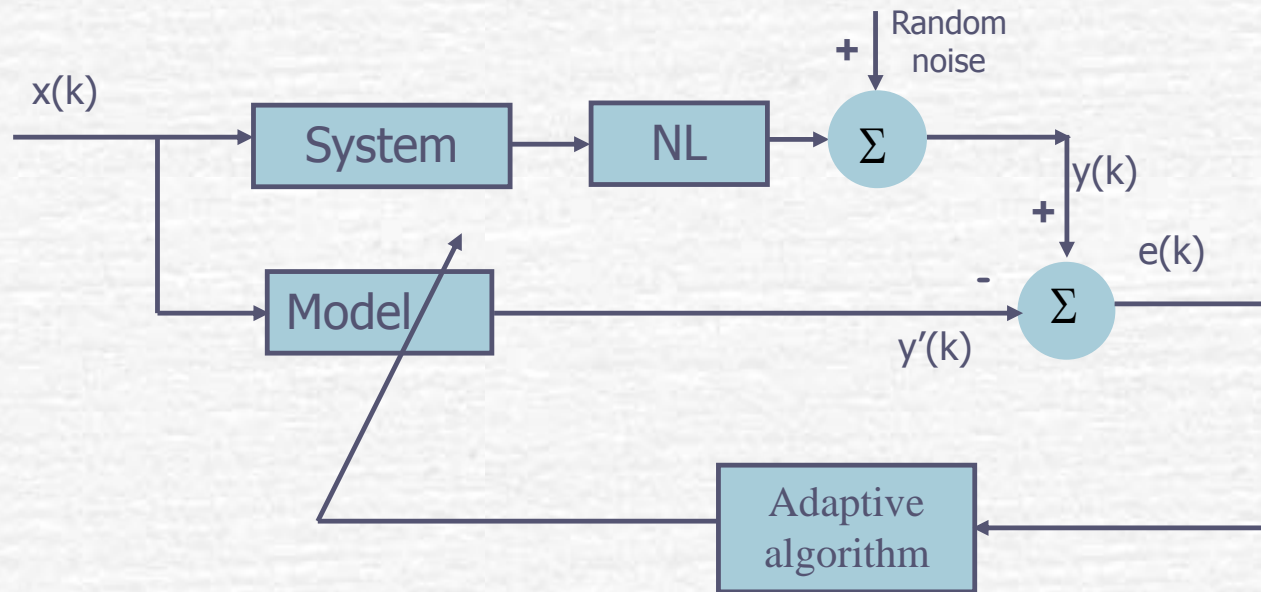 Random
noise
+
x(k)
System
NL
Σ
y(k)
+
e(k)
-
Model
Σ
y’(k)
Adaptive
algorithm